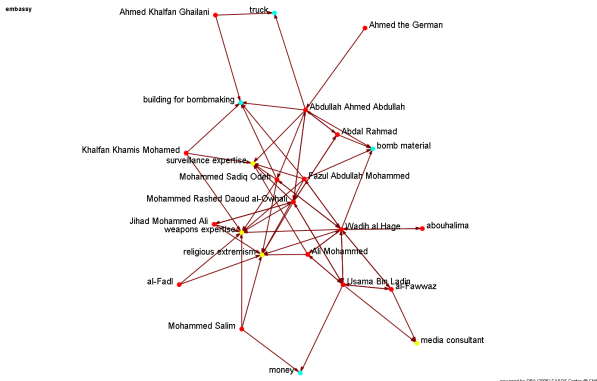 embassy
Ahmed Khalfan Ghailani
truck
Ahmed the German
building for bombmaking
Abdullah Ahmed Abdullah
Abdal Rahmad
bomb material
Khalfan Khamis Mohamed
surveillance expertise
Mohammed Sadiq Odeh
Fazul Abdullah Mohammed
Mohammed Rashed Daoud al-Owhali
Jihad Mohammed Ali
weapons expertise
Wadih al Hage
abouhalima
religious extremism
Ali Mohammed
al-Fadl
Usama Bin Ladin
al-Fawwaz
Mohammed Salim
media consultant
money